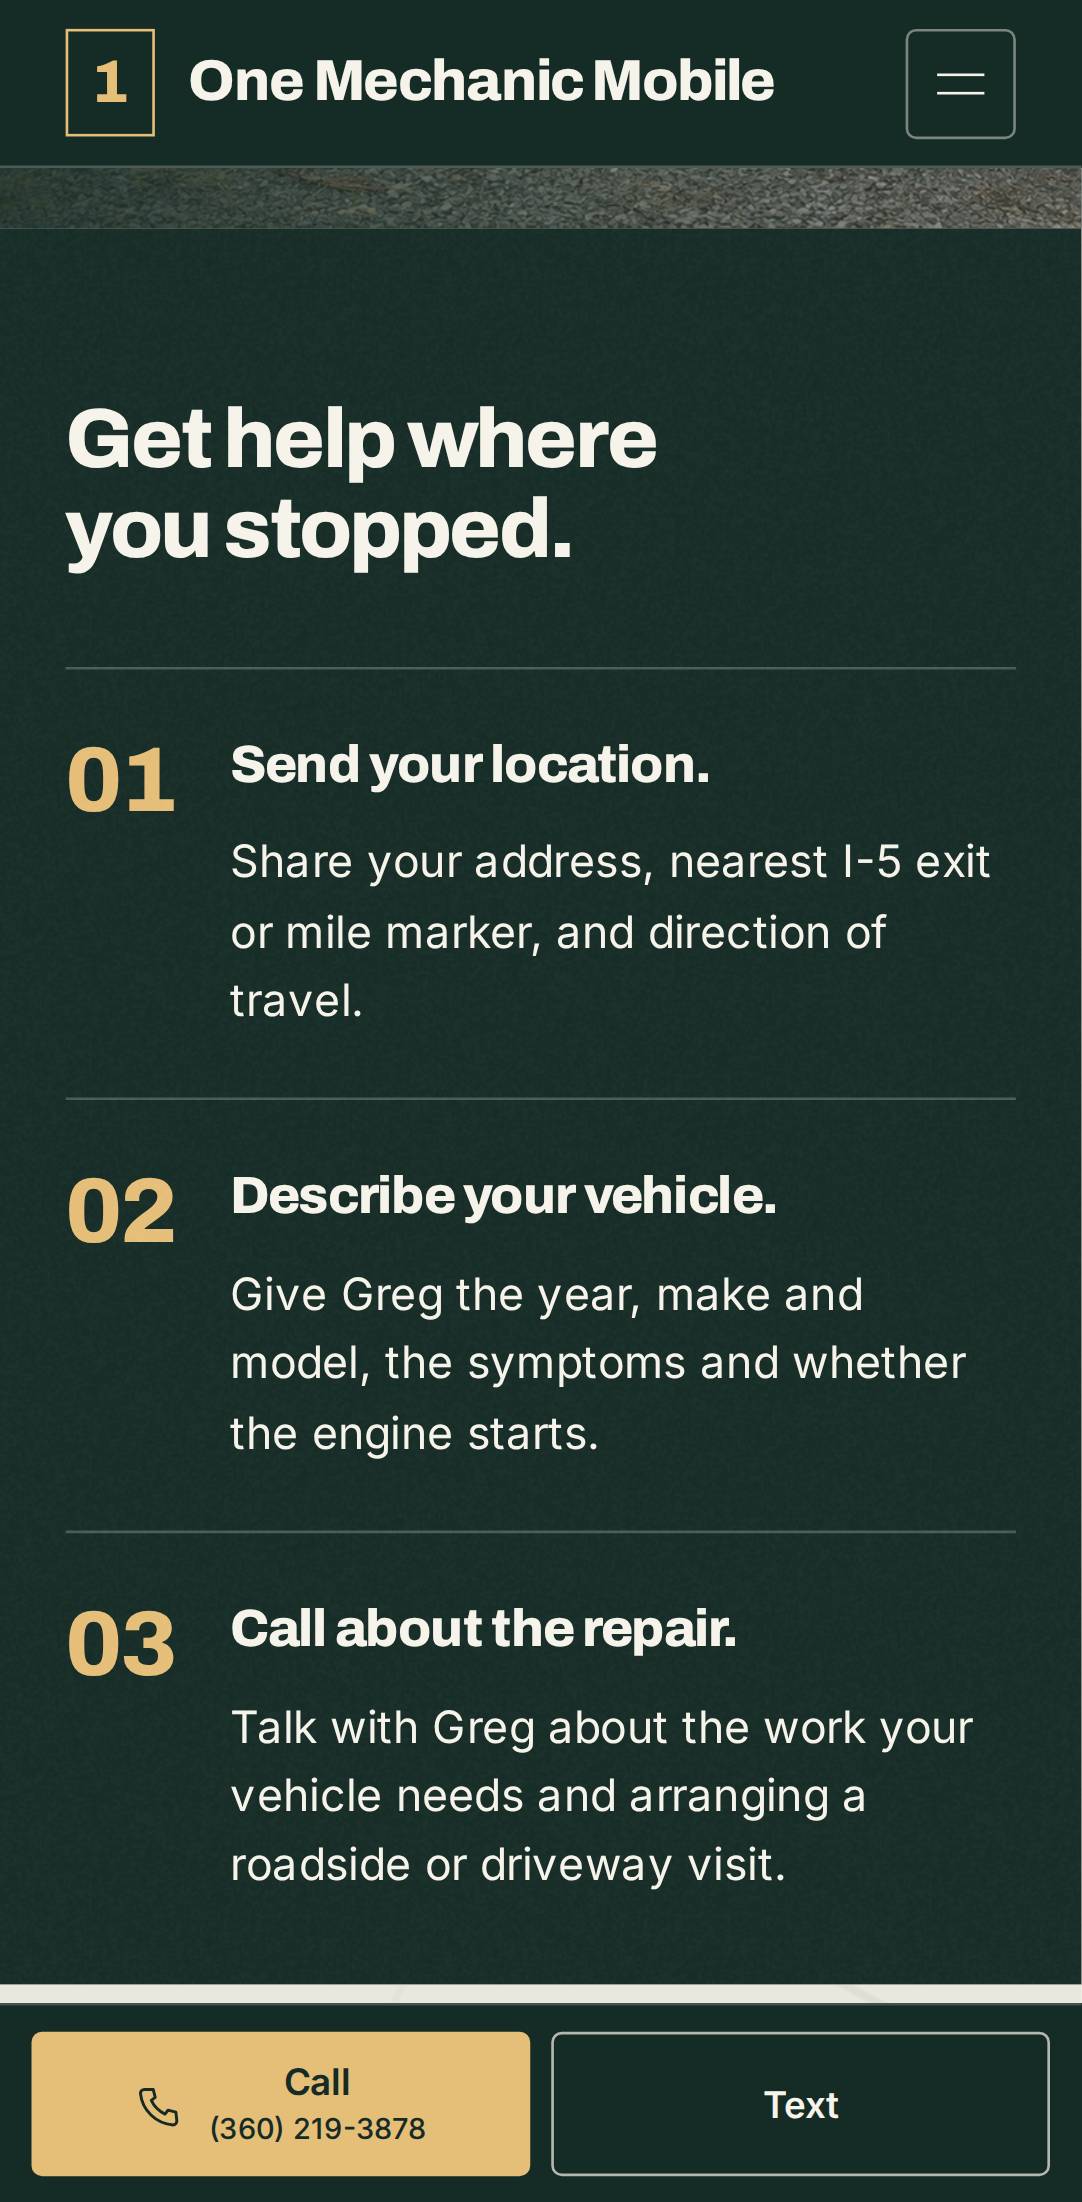 1 One Mechanic Mobile
Get help where
you stopped.
01 Send your location.
Share your address, nearest I-5 exit
or mile marker, and direction of
travel.
02 Describe your vehicle.
Give Greg the year, make and
model, the symptoms and whether
the engine starts.
03 Call about the repair.
Talk with Greg about the work your
vehicle needs and arranging a
roadside or driveway visit.
Call
(360) 219-3878
Text